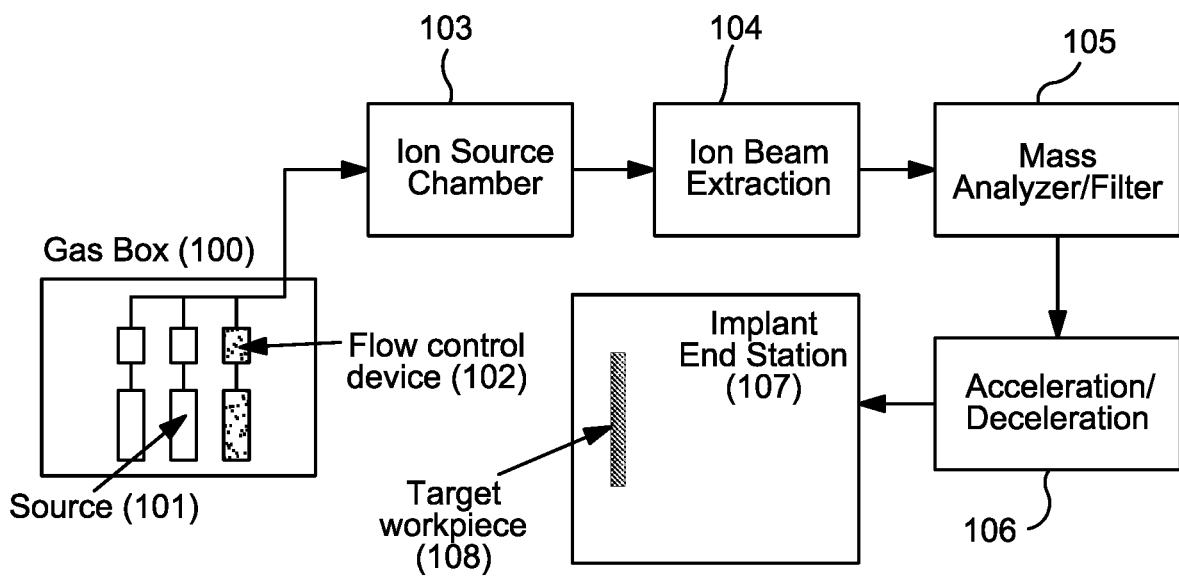 103
104
105
Ion Source
Chamber
Ion Beam
Extraction
Mass
Analyzer/Filter
Gas Box (100)
Flow control
device (102)
Source (101)
Implant
End Station
(107)
Target
workpiece
(108)
Acceleration/
Deceleration
106